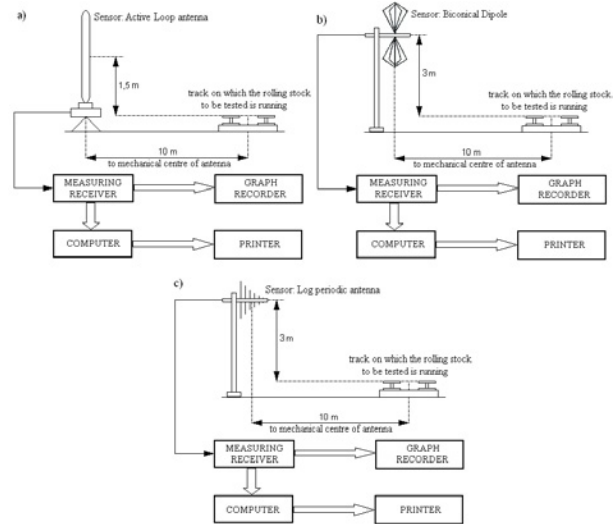 a)
Sensor: Active Loop antenna
1,5 m
track on which the rolling stock
to be tested is running
10 m
to mechanical centre of antenna
MEASURING
RECEIVER
GRAPH
RECORDER
COMPUTER
PRINTER
b)
Sensor: Biconical Dipole
3m
track on which the rolling stock
to be tested is running
10 m
to mechanical centre of antenna
MEASURING
RECEIVER
GRAPH
RECORDER
COMPUTER
PRINTER
c)
Sensor: Log periodic antenna
3m
track on which the rolling stock
to be tested is running
10 m
to mechanical centre of antenna
MEASURING
RECEIVER
GRAPH
RECORDER
COMPUTER
PRINTER